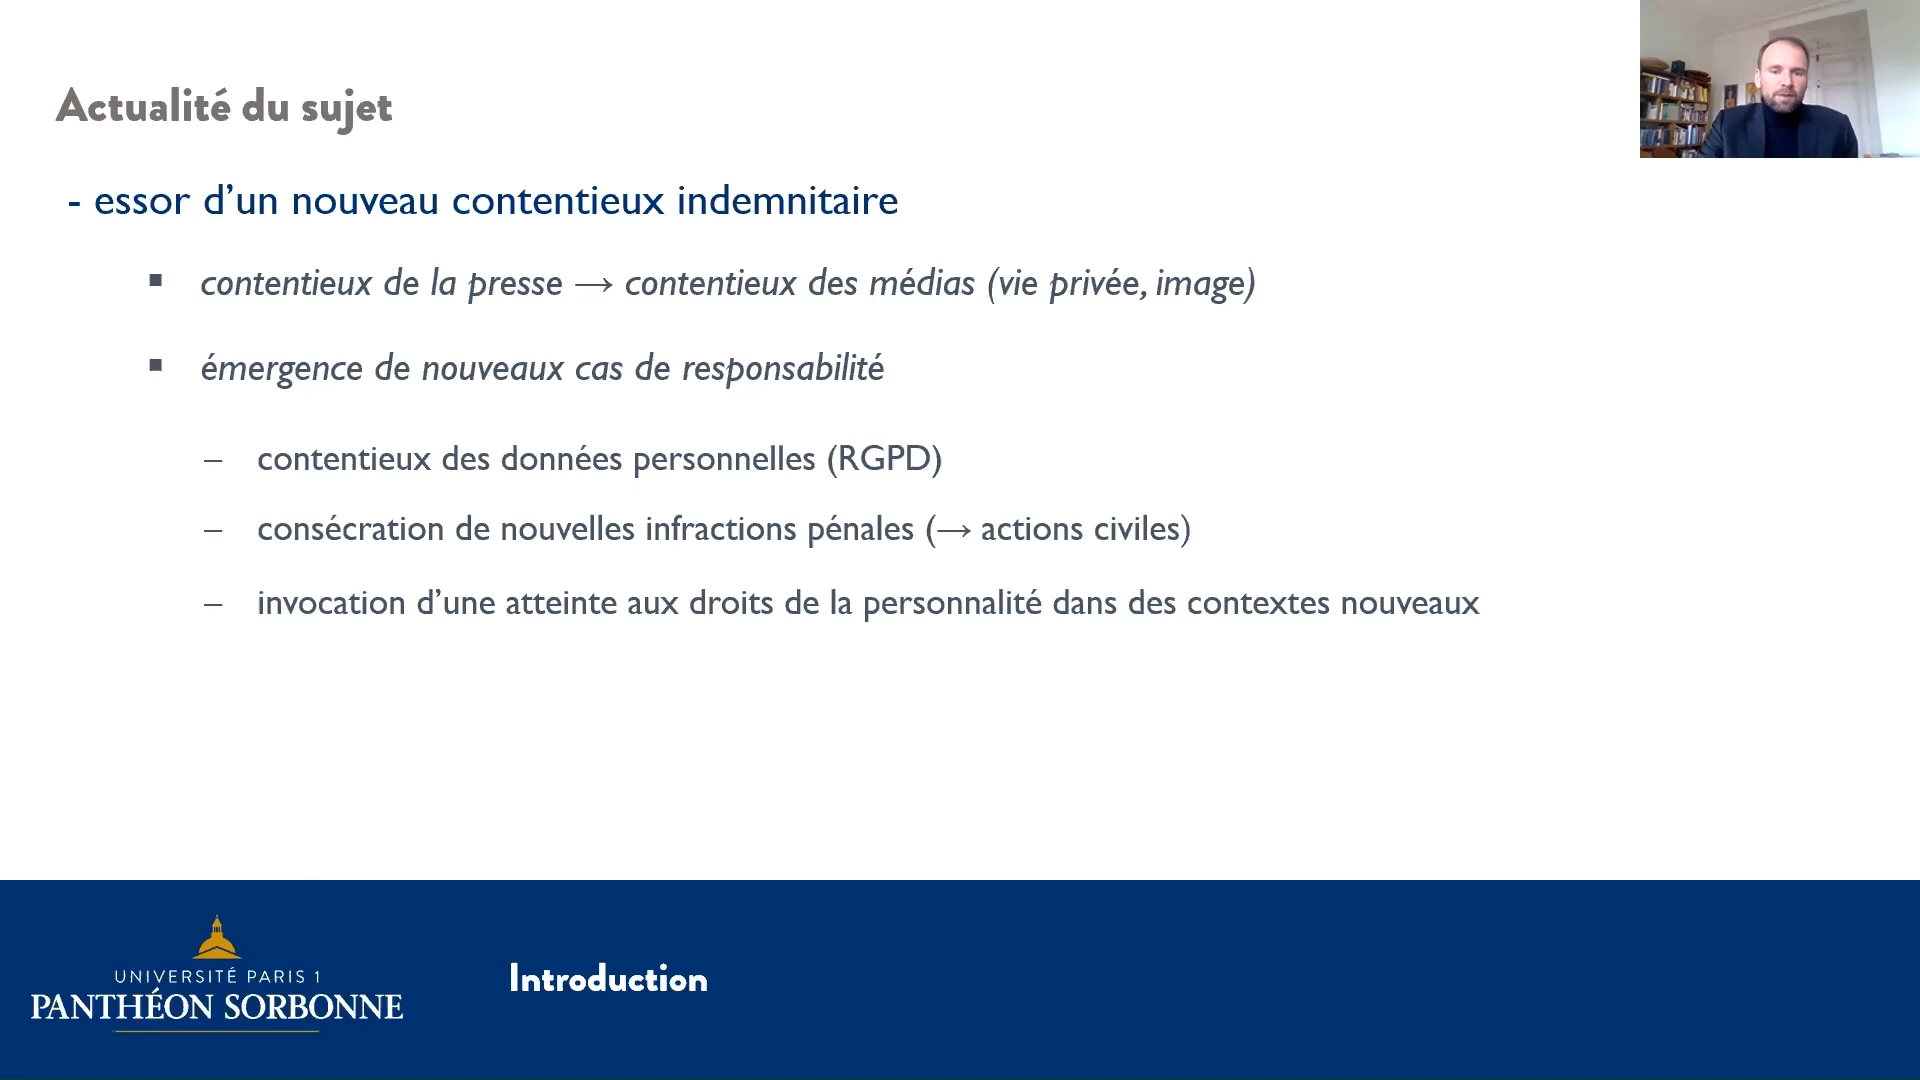 Actualité du sujet
- essor d’un nouveau contentieux indemnitaire
▪ contentieux de la presse → contentieux des médias (vie privée, image)
▪ émergence de nouveaux cas de responsabilité
– contentieux des données personnelles (RGPD)
– consécration de nouvelles infractions pénales (→ actions civiles)
– invocation d’une atteinte aux droits de la personnalité dans des contextes nouveaux
UNIVERSITÉ PARIS 1
PANTHÉON SORBONNE
Introduction